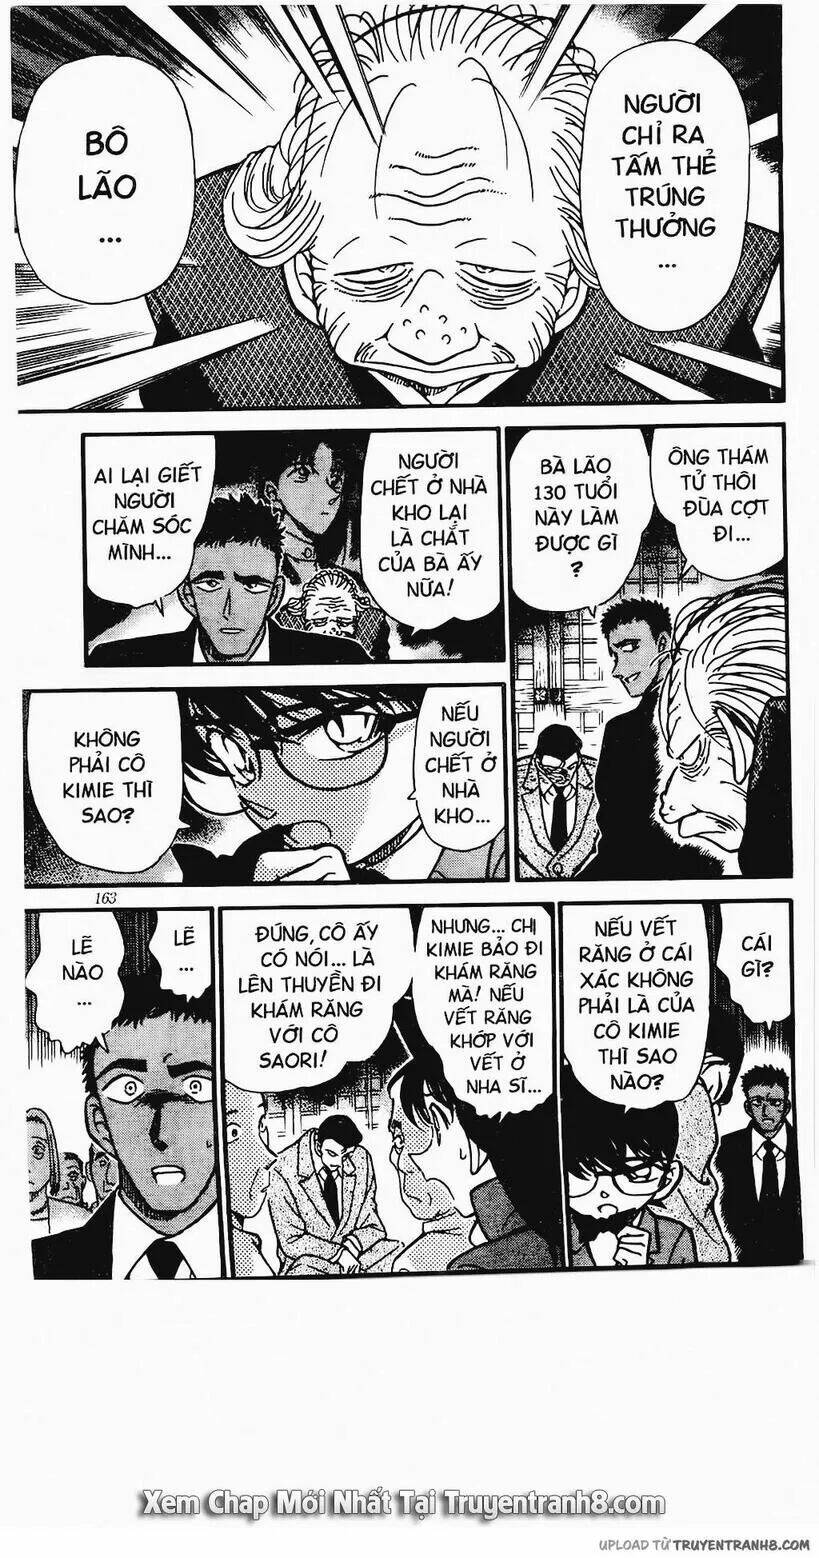 NGƯỜI
CHỈ RA
TẤM THẺ
TRÚNG
THƯỞNG
...
BÔ
LÃO
...
ÔNG THÁM
TỬ THÔI
ĐÙA CỢT
ĐI...
BÀ LÃO
130 TUỔI
NÀY LÀM
ĐƯỢC GÌ
?
NGƯỜI
CHẾT Ở NHÀ
KHO LẠI
LÀ CHẮT
CỦA BÀ ẤY
NỮA!
AI LẠI GIẾT
NGƯỜI
CHĂM SÓC
MÌNH...
NẾU
NGƯỜI
CHẾT Ở
NHÀ
KHO...
KHÔNG
PHẢI CÔ
KIMIE THÌ
SAO?
163
CÁI
GÌ?
NẾU VẾT
RĂNG Ở CÁI
XÁC KHÔNG
PHẢI LÀ CỦA
CÔ KIMIE
THÌ SAO
NÀO?
NHƯNG... CHỊ
KIMIE BẢO ĐI
KHÁM RĂNG
MÀ! NẾU
VẾT RĂNG
KHỚP VỚI
VẾT Ở
NHA SĨ...
ĐÚNG, CÔ ẤY
CÓ NÓI... LÀ
LÊN THUYỀN ĐI
KHÁM RĂNG
VỚI CÔ
SAORI!
LẼ
...
LẼ
NÀO
...
Xem Chap Mới Nhất Tại Truyentranh8.com
UPLOAD TỪ TRUYENTRANH8.COM